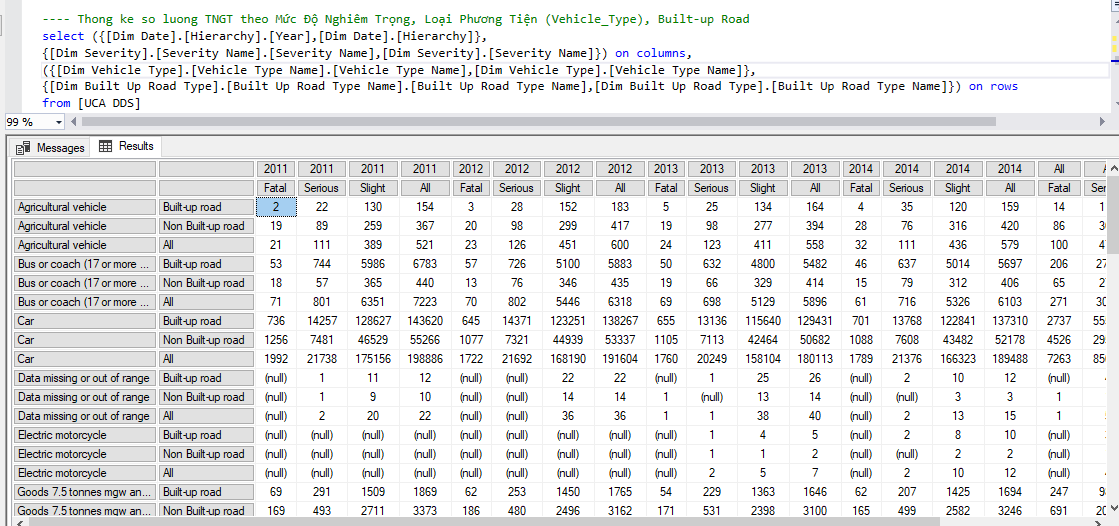 ---- Thong ke so luong TNGT theo Mức Độ Nghiêm Trọng, Loại Phương Tiện (Vehicle_Type), Built-up Road
select ({[Dim Date].[Hierarchy].[Year],[Dim Date].[Hierarchy]},
{[Dim Severity].[Severity Name].[Severity Name],[Dim Severity].[Severity Name]}) on columns,
({[Dim Vehicle Type].[Vehicle Type Name].[Vehicle Type Name],[Dim Vehicle Type].[Vehicle Type Name]},
{[Dim Built Up Road Type].[Built Up Road Type Name].[Built Up Road Type Name],[Dim Built Up Road Type].[Built Up Road Type Name]}) on rows
from [UCA DDS]
99 %
Messages Results
2011 2011 2011 2011 2012 2012 2012 2012 2013 2013 2013 2013 2014 2014 2014 2014 All
Fatal Serious Slight All Fatal Serious Slight All Fatal Serious Slight All Fatal Serious Slight All Fatal
Agricultural vehicle Built-up road 2 22 130 154 3 28 152 183 5 25 134 164 4 35 120 159 14
Agricultural vehicle Non Built-up road 19 89 259 367 20 98 299 417 19 98 277 394 28 76 316 420 86
Agricultural vehicle All 21 111 389 521 23 126 451 600 24 123 411 558 32 111 436 579 100
Bus or coach (17 or more ... Built-up road 53 744 5986 6783 57 726 5100 5883 50 632 4800 5482 46 637 5014 5697 206
Bus or coach (17 or more ... Non Built-up road 18 57 365 440 13 76 346 435 19 66 329 414 15 79 312 406 65
Bus or coach (17 or more ... All 71 801 6351 7223 70 802 5446 6318 69 698 5129 5896 61 716 5326 6103 271
Car Built-up road 736 14257 128627 143620 645 14371 123251 138267 655 13136 115640 129431 701 13768 122841 137310 2737
Car Non Built-up road 1256 7481 46529 55266 1077 7321 44939 53337 1105 7113 42464 50682 1088 7608 43482 52178 4526
Car All 1992 21738 175156 198886 1722 21692 168190 191604 1760 20249 158104 180113 1789 21376 166323 189488 7263
Data missing or out of range Built-up road (null) 1 11 12 (null) (null) 22 22 (null) 1 25 26 (null) 2 10 12 (null)
Data missing or out of range Non Built-up road (null) 1 9 10 (null) (null) 14 14 1 (null) 13 14 (null) (null) 3 3 1
Data missing or out of range All (null) 2 20 22 (null) (null) 36 36 1 1 38 40 (null) 2 13 15 1
Electric motorcycle Built-up road (null) (null) (null) (null) (null) (null) (null) (null) (null) 1 4 5 (null) 2 8 10 (null)
Electric motorcycle Non Built-up road (null) (null) (null) (null) (null) (null) (null) (null) (null) 1 1 2 (null) (null) 2 2 (null)
Electric motorcycle All (null) (null) (null) (null) (null) (null) (null) (null) (null) 2 5 7 (null) 2 10 12 (null)
Goods 7.5 tonnes mgw an... Built-up road 69 291 1509 1869 62 253 1450 1765 54 229 1363 1646 62 207 1425 1694 247
Goods 7.5 tonnes mgw an... Non Built-up road 169 493 2711 3373 186 480 2496 3162 171 531 2398 3100 165 499 2582 3246 691